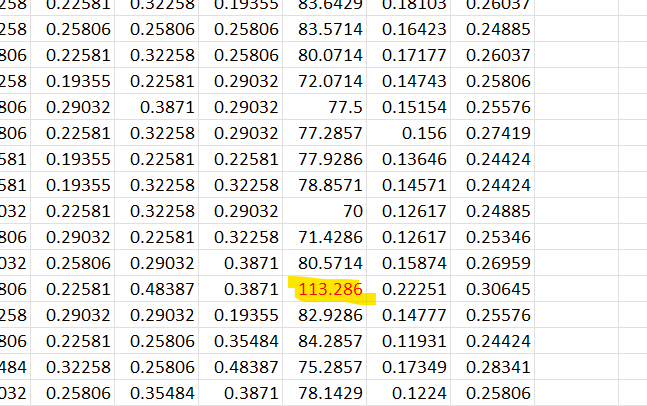 258 0.22581 0.32258 0.19355 83.6429 0.18103 0.26037
258 0.25806 0.25806 0.25806 83.5714 0.16423 0.24885
806 0.22581 0.32258 0.25806 80.0714 0.17177 0.26037
258 0.19355 0.22581 0.29032 72.0714 0.14743 0.25806
806 0.29032 0.3871 0.29032 77.5 0.15154 0.25576
806 0.22581 0.32258 0.29032 77.2857 0.156 0.27419
581 0.19355 0.22581 0.22581 77.9286 0.13646 0.24424
581 0.19355 0.32258 0.32258 78.8571 0.14571 0.24424
032 0.22581 0.32258 0.29032 70 0.12617 0.24885
806 0.29032 0.22581 0.32258 71.4286 0.12617 0.25346
032 0.25806 0.29032 0.3871 80.5714 0.15874 0.26959
806 0.22581 0.48387 0.3871 113.286 0.22251 0.30645
258 0.29032 0.29032 0.19355 82.9286 0.14777 0.25576
806 0.22581 0.25806 0.35484 84.2857 0.11931 0.24424
484 0.32258 0.25806 0.48387 75.2857 0.17349 0.28341
032 0.25806 0.35484 0.3871 78.1429 0.1224 0.25806